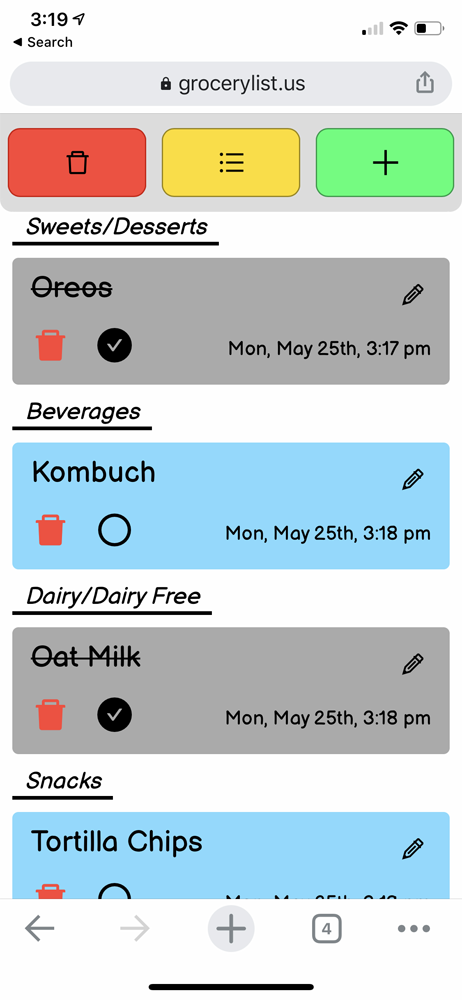 3:19
Search
grocerylist.us
Sweets/Desserts
Oreos
Mon, May 25th, 3:17 pm
Beverages
Kombuch
Mon, May 25th, 3:18 pm
Dairy/Dairy Free
Oat Milk
Mon, May 25th, 3:18 pm
Snacks
Tortilla Chips
4